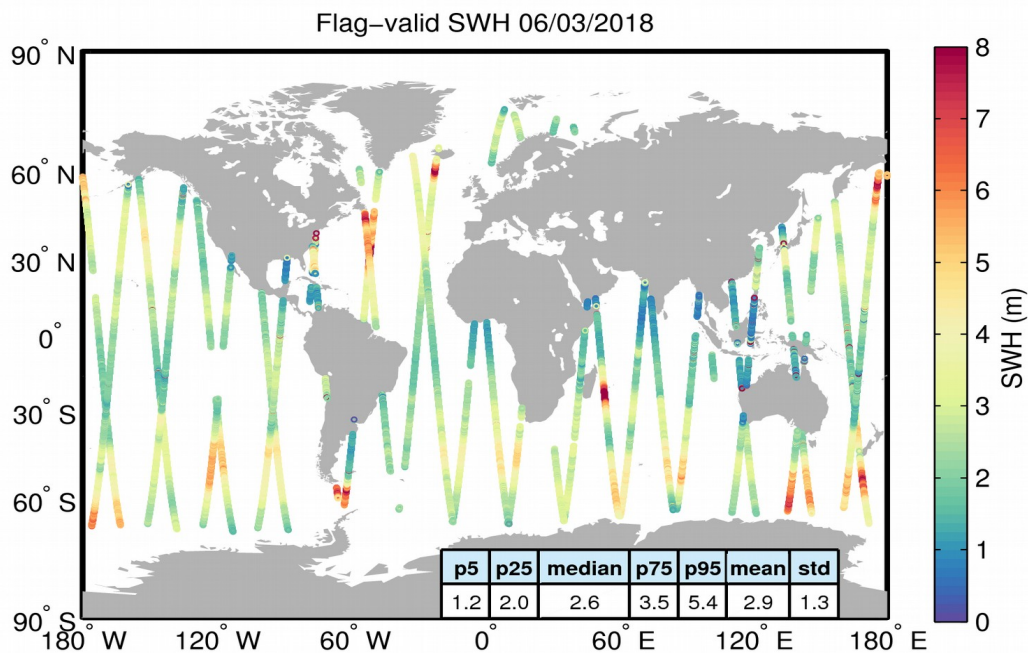 Flag−valid SWH 06/03/2018
90° N
60° N
30° N
0°
30° S
60° S
90° S
180° W
120° W
60° W
0°
60° E
120° E
180° E
p5 p25 median p75 p95 mean std
1.2 2.0 2.6 3.5 5.4 2.9 1.3
8
7
6
5
4
3
2
1
0
SWH (m)